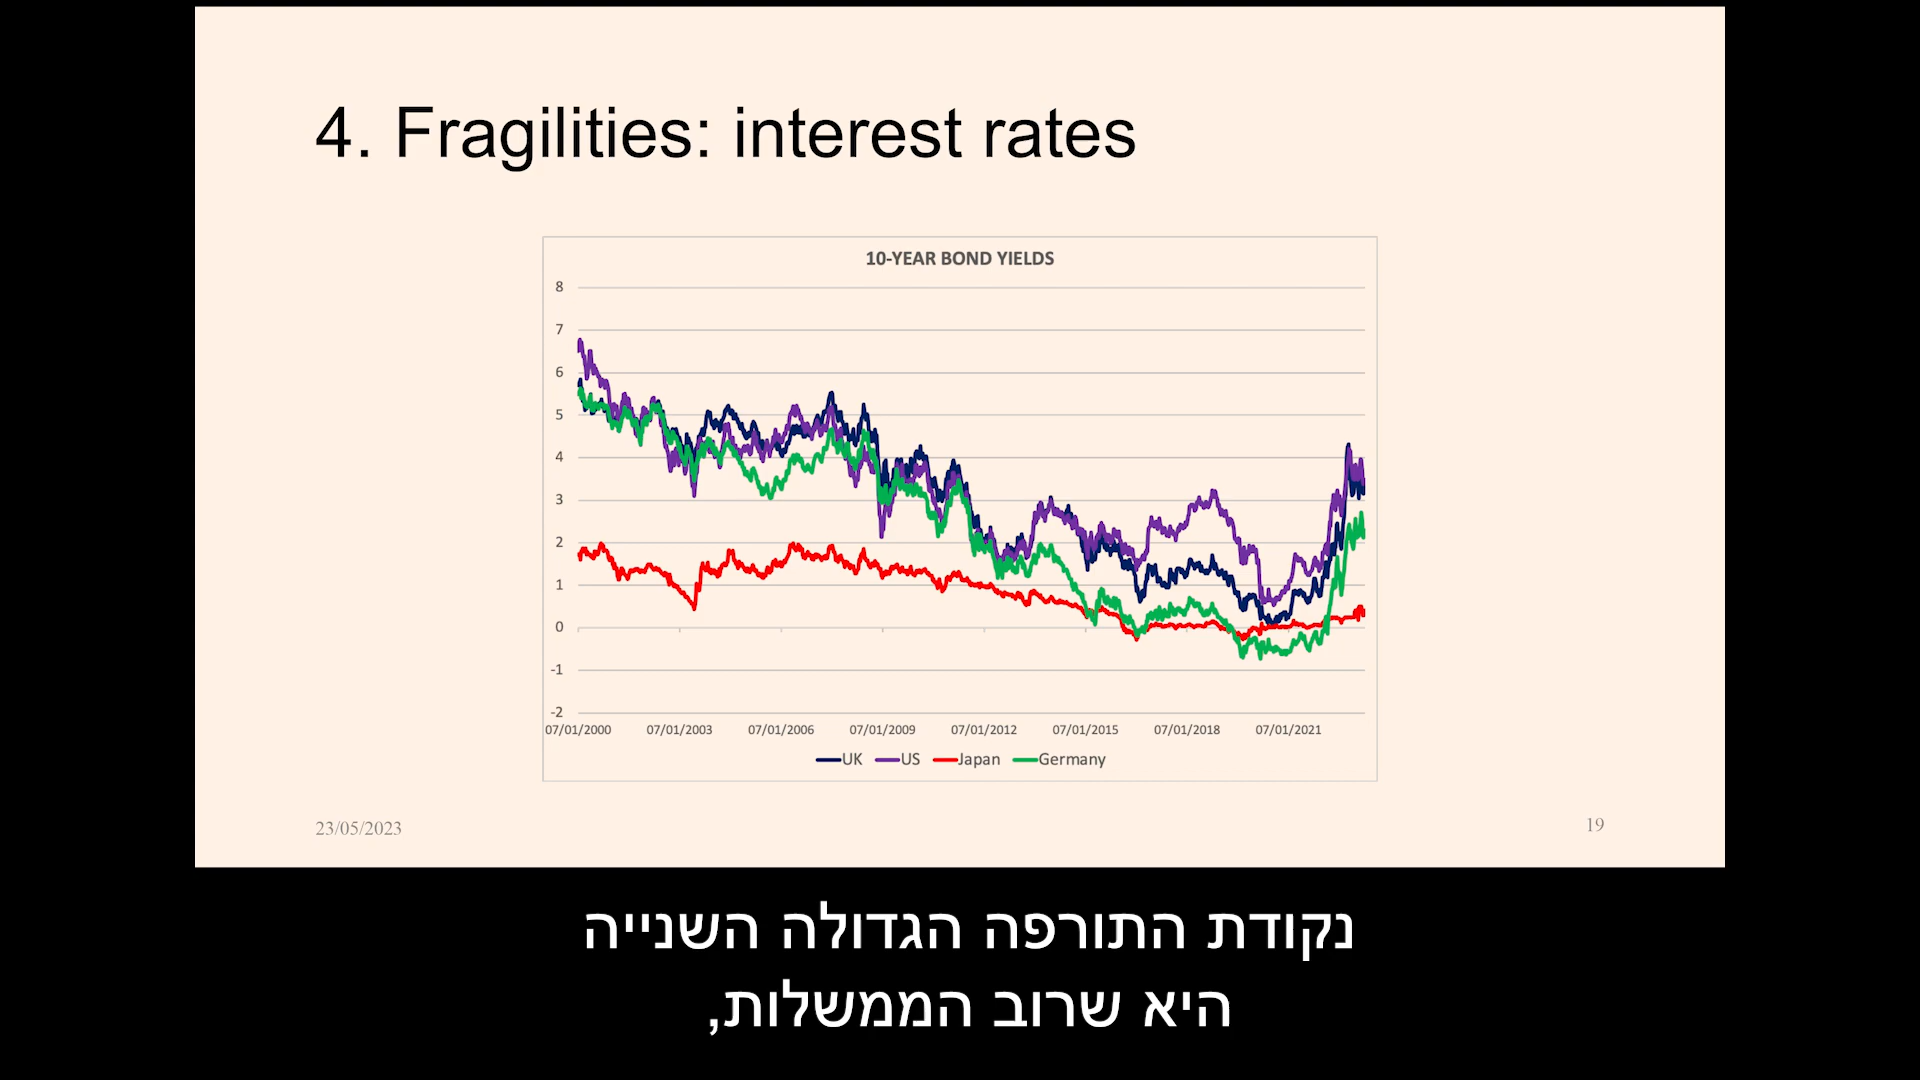 4. Fragilities: interest rates
10-YEAR BOND YIELDS
8
7
6
5
4
3
2
1
0
-1
-2
07/01/2000 07/01/2003 07/01/2006 07/01/2009 07/01/2012 07/01/2015 07/01/2018 07/01/2021
UK US Japan Germany
23/05/2023
19
נקודת התורפה הגדולה השנייה
היא שרוב הממשלות,